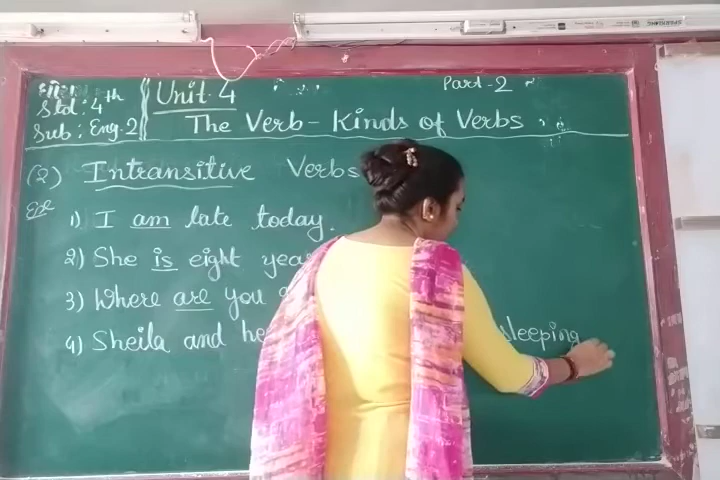 Std : 4th
Sub : Eng-2
Unit. 4
Part-2
The Verb - Kinds of Verbs
(2) Intransitive Verbs
Ex
1) I am late today.
2) She is eight
3) Where are you
4) Sheila and sleeping